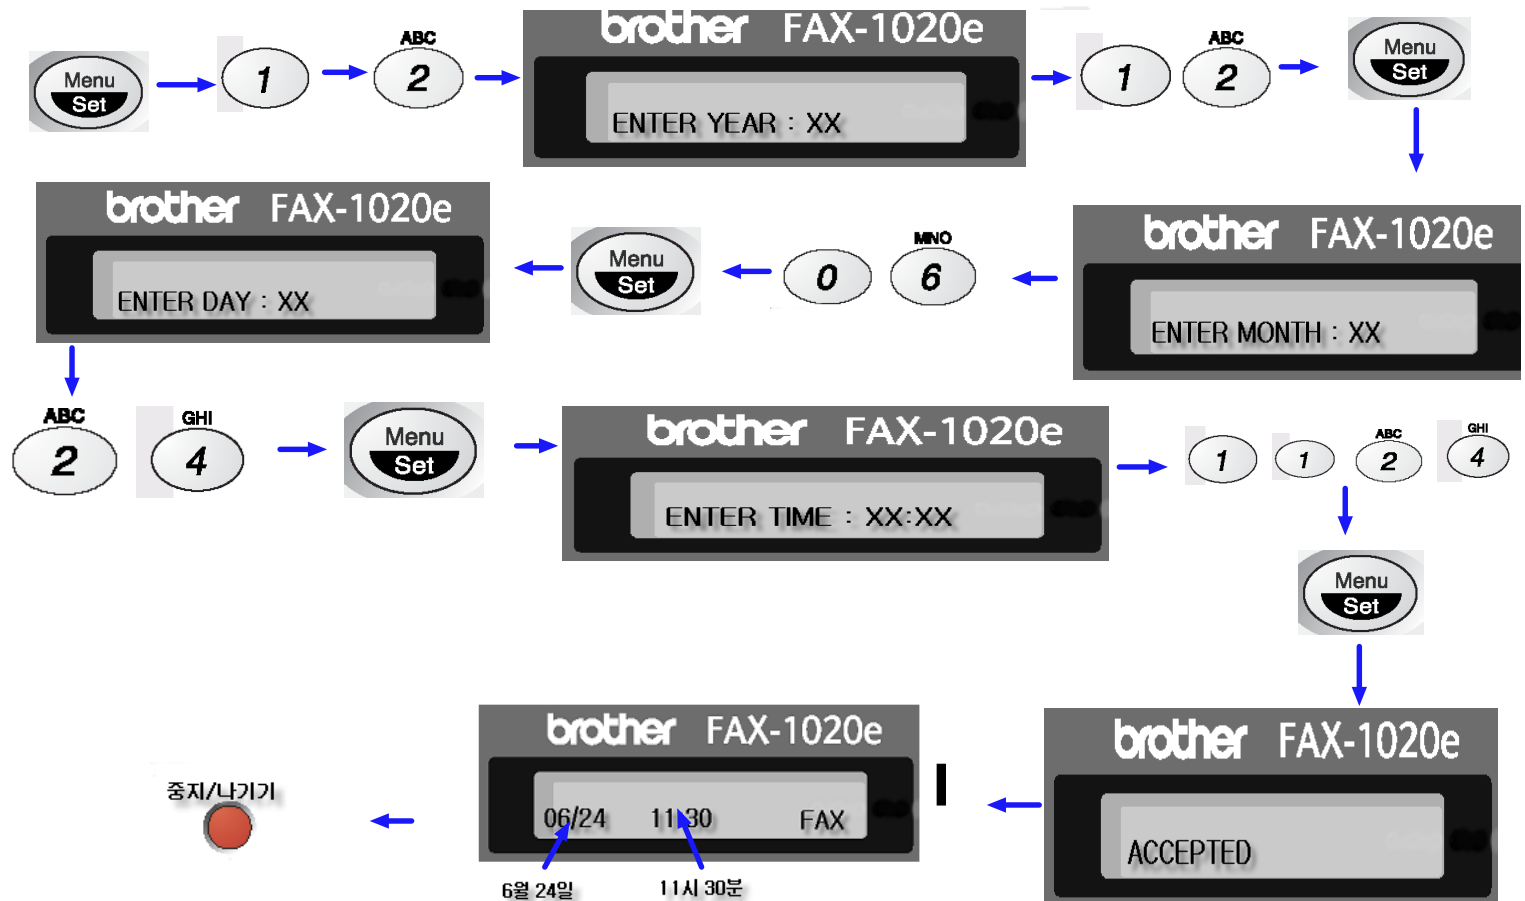 Menu
Set
1
ABC
2
brother FAX-1020e
ENTER YEAR : XX
1
ABC
2
Menu
Set
brother FAX-1020e
ENTER MONTH : XX
MNO
0 6
Menu
Set
brother FAX-1020e
ENTER DAY : XX
ABC
2
GHI
4
Menu
Set
brother FAX-1020e
ENTER TIME : XX:XX
1
1
ABC
2
GHI
4
Menu
Set
brother FAX-1020e
ACCEPTED
brother FAX-1020e
06/24 11:30 FAX
6월 24일
11시 30분
중지/나기기